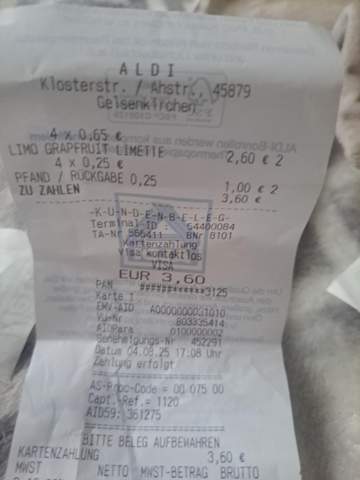 ALDI
Klosterstr. / Ahstr., 45879
Gelsenkirchen
4 x 0,65 €
LIMO GRAPFRUIT LIMETTE 2,60 € 2
4 x 0,25 €
PFAND / RÜCKGABE 0,25 1,00 € 2
ZU ZAHLEN 3,60 €
-K-U-N-D-E-N-B-E-L-E-G-
Terminal-ID : 54400084
TA-Nr 566411 BNr 8101
Kartenzahlung
Visa kontaktlos
VISA
EUR 3,60
PAN ############3125
Karte 1
EMV-AID A0000000031010
VU-Nr 803335414
AIDPara 0100000002
Genehmigungs-Nr 452291
Datum 04.08.25 17:08 Uhr
Zahlung erfolgt
AS-Proc-Code = 00 075 00
Capt.-Ref.= 1120
AID59: 361275
BITTE BELEG AUFBEWAHREN
KARTENZAHLUNG 3,60 €
MWST NETTO MWST-BETRAG BRUTTO